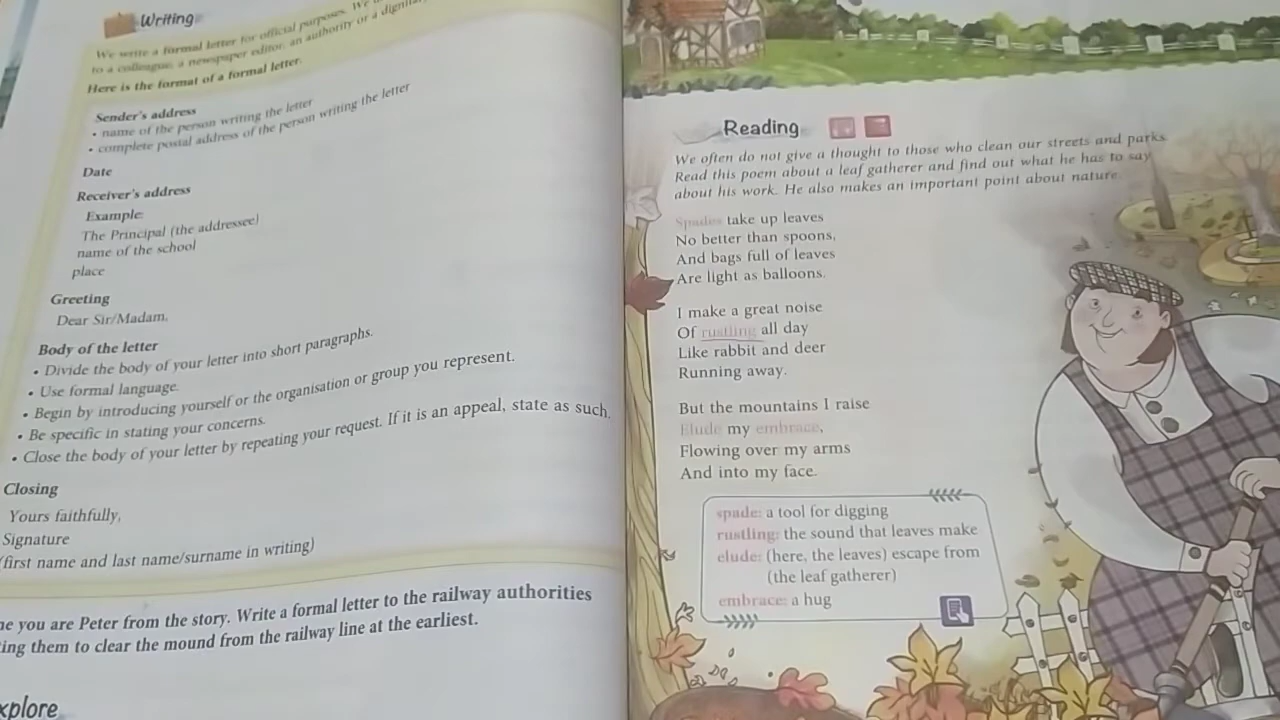 Writing
We write a formal letter for official purposes. We
to a colleague, a newspaper editor, an authority or a
Here is the format of a formal letter.
Sender's address
• name of the person writing the letter
• complete postal address of the person writing the letter
Date
Receiver's address
Example:
The Principal (the addressee)
name of the school
place
Greeting
Dear Sir/Madam,
Body of the letter
• Divide the body of your letter into short paragraphs.
• Use formal language.
• Begin by introducing yourself or the organisation or group you represent.
• Be specific in stating your concerns.
• Close the body of your letter by repeating your request. If it is an appeal, state as such.
Closing
Yours faithfully,
Signature
(first name and last name/surname in writing)
you are Peter from the story. Write a formal letter to the railway authorities
them to clear the mound from the railway line at the earliest.
Reading
We often do not give a thought to those who clean our streets and parks.
Read this poem about a leaf gatherer and find out what he has to say
about his work. He also makes an important point about nature.
Spades take up leaves
No better than spoons,
And bags full of leaves
Are light as balloons.
I make a great noise
Of rustling all day
Like rabbit and deer
Running away.
But the mountains I raise
Elude my embrace,
Flowing over my arms
And into my face.
spade: a tool for digging
rustling: the sound that leaves make
elude: (here, the leaves) escape from
(the leaf gatherer)
embrace: a hug